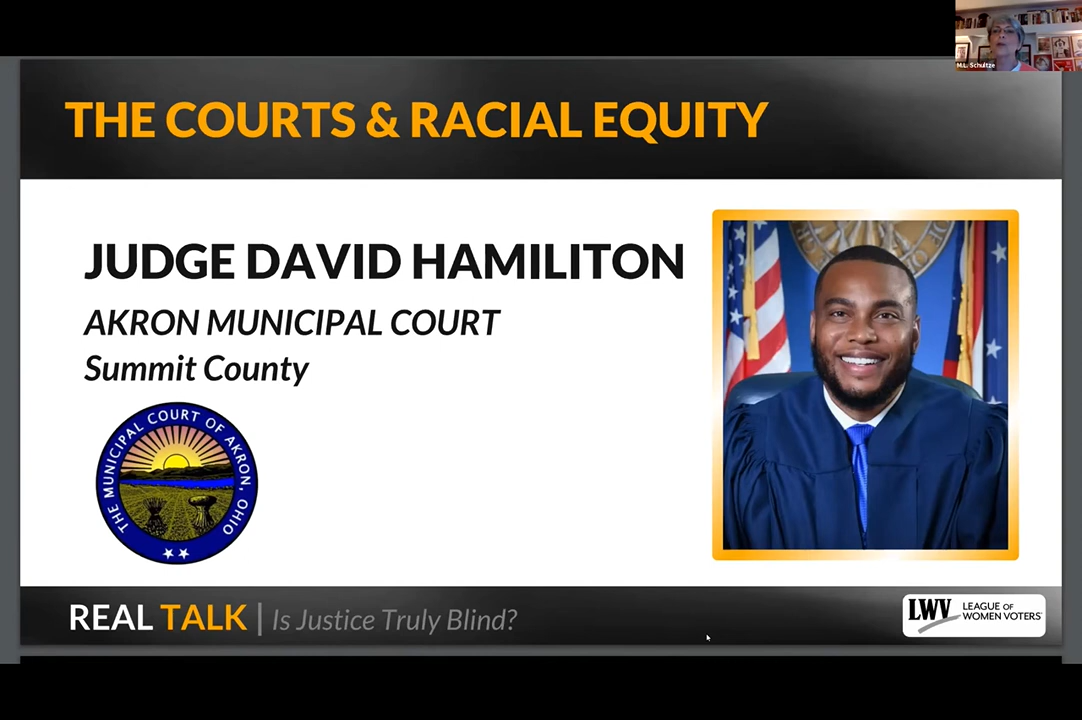 M.L. Schultze
THE COURTS & RACIAL EQUITY
JUDGE DAVID HAMILITON
AKRON MUNICIPAL COURT
Summit County
THE MUNICIPAL COURT OF AKRON, OHIO
REAL TALK | Is Justice Truly Blind?
LWV LEAGUE OF
WOMEN VOTERS®